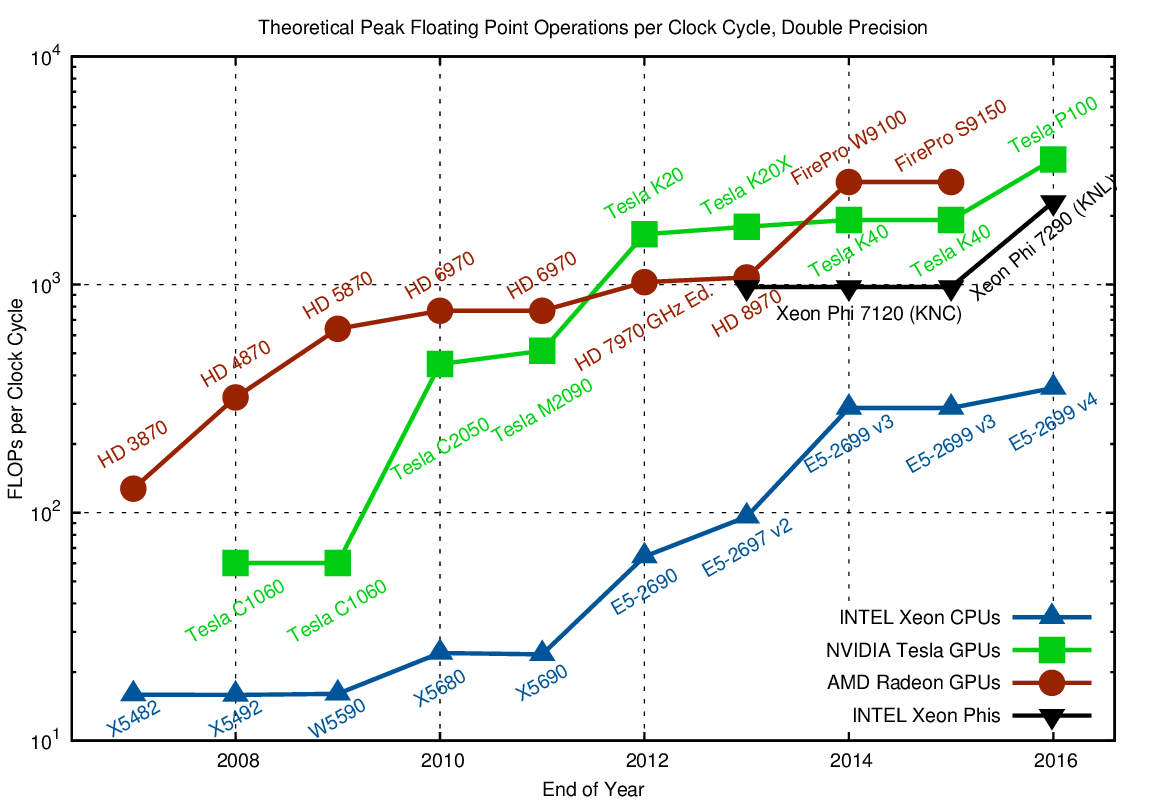 Theoretical Peak Floating Point Operations per Clock Cycle, Double Precision
10^4
10^3
10^2
10^1
FLOPs per Clock Cycle
HD 3870
HD 4870
HD 5870
HD 6970
HD 6970
HD 7970 GHz Ed.
HD 8970
FirePro W9100
FirePro S9150
Tesla C1060
Tesla C1060
Tesla C2050
Tesla M2090
Tesla K20
Tesla K20X
Tesla K40
Tesla K40
Tesla P100
Xeon Phi 7120 (KNC)
Xeon Phi 7290 (KNL)
X5482
X5492
W5590
X5680
X5690
E5-2690
E5-2697 v2
E5-2699 v3
E5-2699 v3
E5-2699 v4
INTEL Xeon CPUs
NVIDIA Tesla GPUs
AMD Radeon GPUs
INTEL Xeon Phis
2008 2010 2012 2014 2016
End of Year